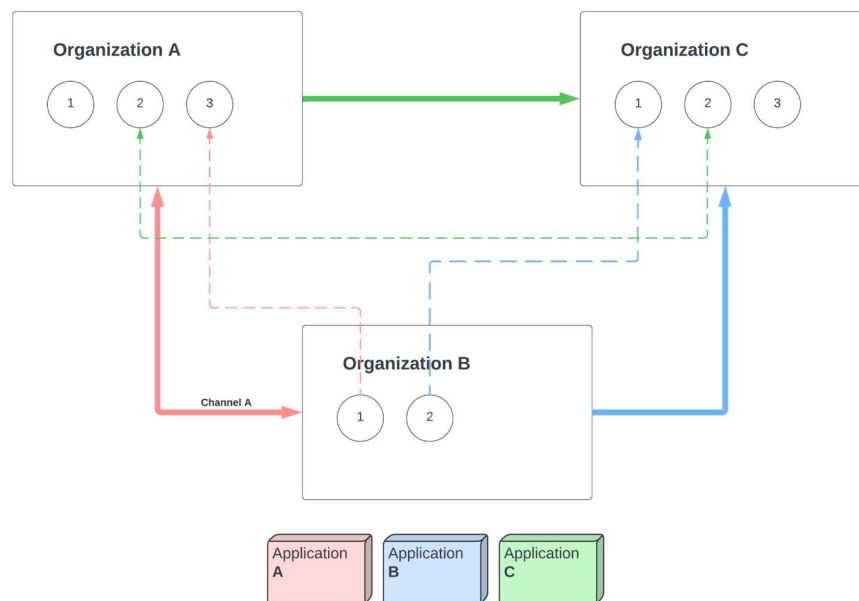 Organization A
1 2 3
Organization C
1 2 3
Organization B
Channel A
1 2
Application
A
Application
B
Application
C